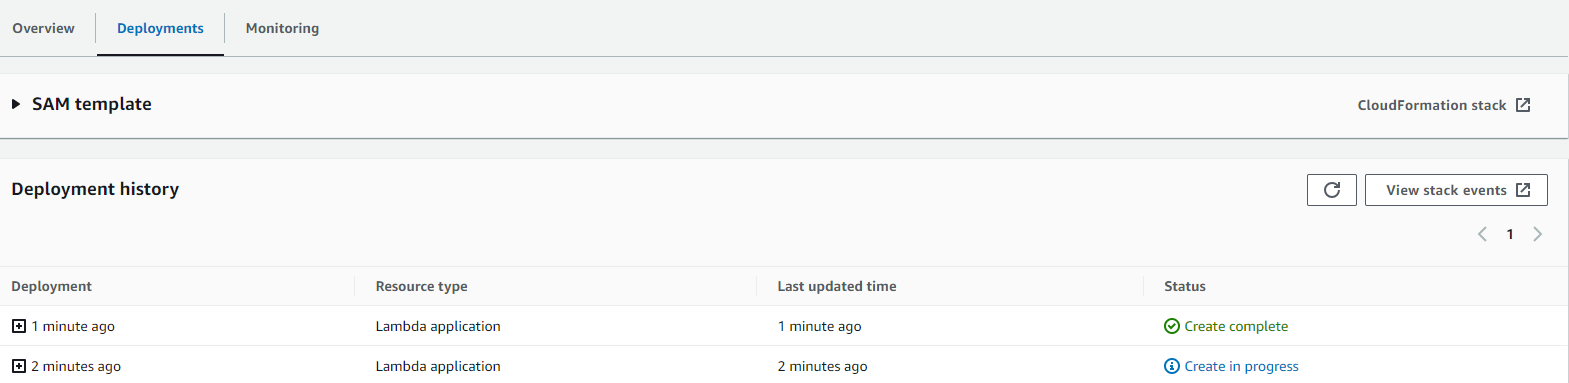 Overview Deployments Monitoring
SAM template CloudFormation stack
Deployment history View stack events
1
Deployment Resource type Last updated time Status
1 minute ago Lambda application 1 minute ago Create complete
2 minutes ago Lambda application 2 minutes ago Create in progress